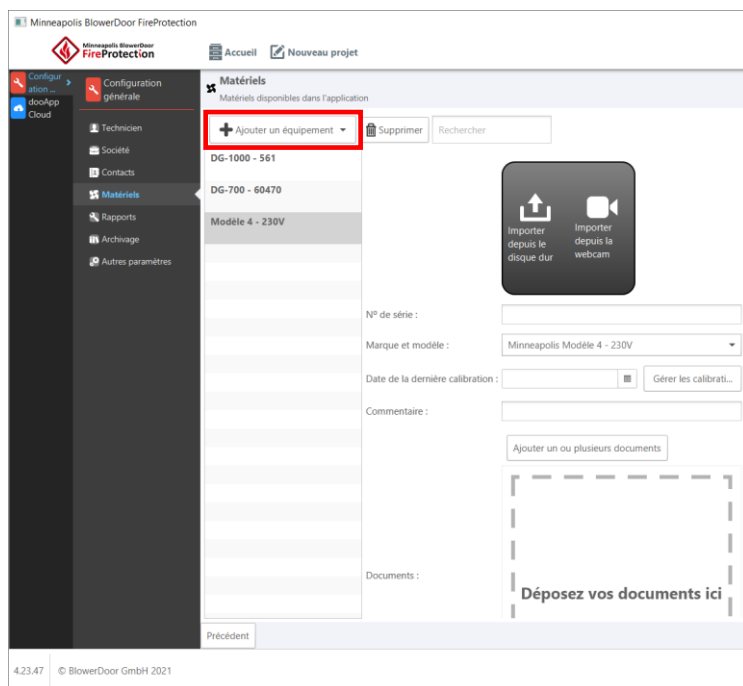 Minneapolis BlowerDoor FireProtection
Minneapolis BlowerDoor
FireProtection
Accueil
Nouveau projet
Configur
ation ...
dooApp
Cloud
Configuration
générale
Technicien
Société
Contacts
Matériels
Rapports
Archivage
Autres paramètres
Matériels
Matériels disponibles dans l'application
Ajouter un équipement
Supprimer
Rechercher
DG-1000 - 561
DG-700 - 60470
Modèle 4 - 230V
Importer
depuis le
disque dur
Importer
depuis la
webcam
Nº de série :
Marque et modèle :
Minneapolis Modèle 4 - 230V
Date de la dernière calibration :
Gérer les calibrati...
Commentaire :
Ajouter un ou plusieurs documents
Documents :
Déposez vos documents ici
Précédent
4.23.47
© BlowerDoor GmbH 2021